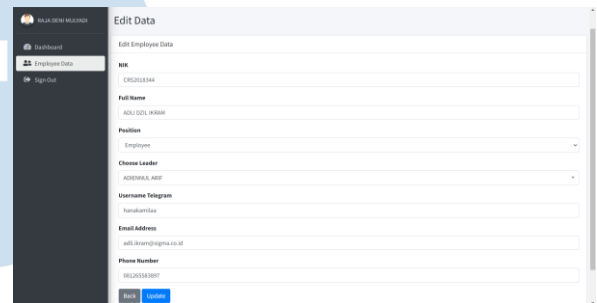 RAJA DENI MULYADI
Dashboard
Employee Data
Sign Out
Edit Data
Edit Employee Data
NIK
CRS2018344
Full Name
ADLI DZIL IKRAM
Position
Employee
Choose Leader
ADIENNUL ARIF
Username Telegram
hanakamilaa
Email Address
adli.ikram@sigma.co.id
Phone Number
081265583897
Back Update